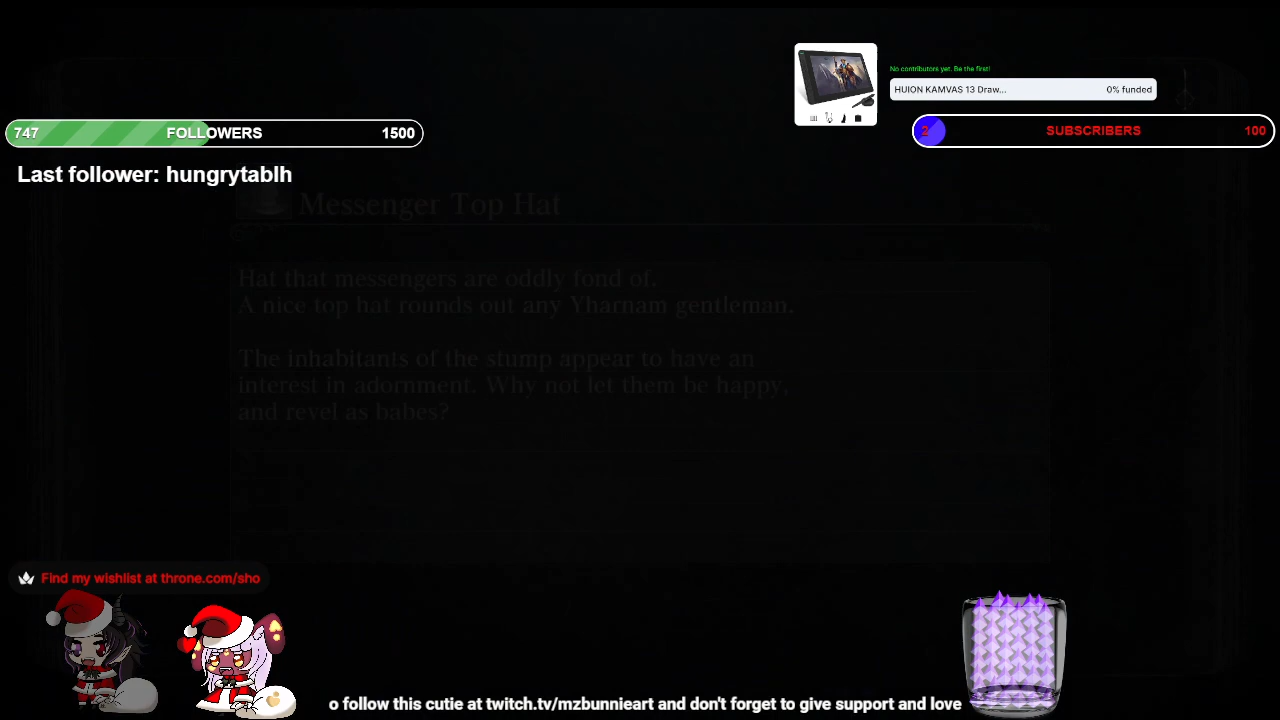 No contributors yet. Be the first!
HUION KAMVAS 13 Draw... 0% funded
747 FOLLOWERS 1500
2 SUBSCRIBERS 100
Last follower: hungrytablh
Messenger Top Hat
Hat that messengers are oddly fond of.
A nice top hat rounds out any Yharnam gentleman.
The inhabitants of the stump appear to have an
interest in adornment. Why not let them be happy,
and revel as babes?
Find my wishlist at throne.com/sho
o follow this cutie at twitch.tv/mzbunnieart and don't forget to give support and love